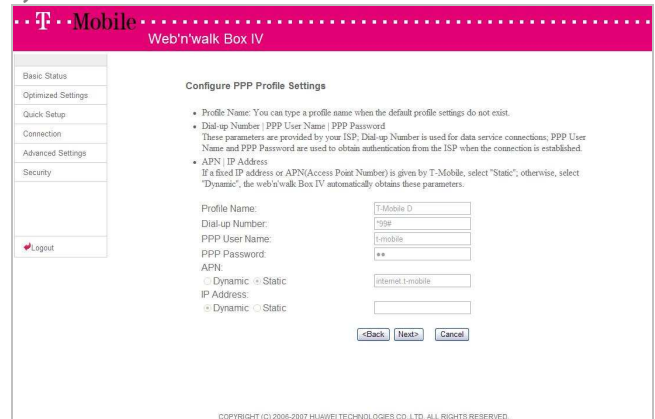 T··Mobile
Web'n'walk Box IV
Basic Status
Optimized Settings
Quick Setup
Connection
Advanced Settings
Security
Logout
Configure PPP Profile Settings
• Profile Name: You can type a profile name when the default profile settings do not exist.
• Dial-up Number | PPP User Name | PPP Password
These parameters are provided by your ISP; Dial-up Number is used for data service connections; PPP User
Name and PPP Password are used to obtain authentication from the ISP when the connection is established.
• APN | IP Address
If a fixed IP address or APN(Access Point Number) is given by T-Mobile, select "Static"; otherwise, select
"Dynamic", the web'n'walk Box IV automatically obtains these parameters.
Profile Name: T-Mobile D
Dial-up Number: *99#
PPP User Name: t-mobile
PPP Password: ●●
APN:
Dynamic Static internet.t-mobile
IP Address:
Dynamic Static
<Back Next> Cancel
COPYRIGHT (C) 2006-2007 HUAWEI TECHNOLOGIES CO. LTD. ALL RIGHTS RESERVED.